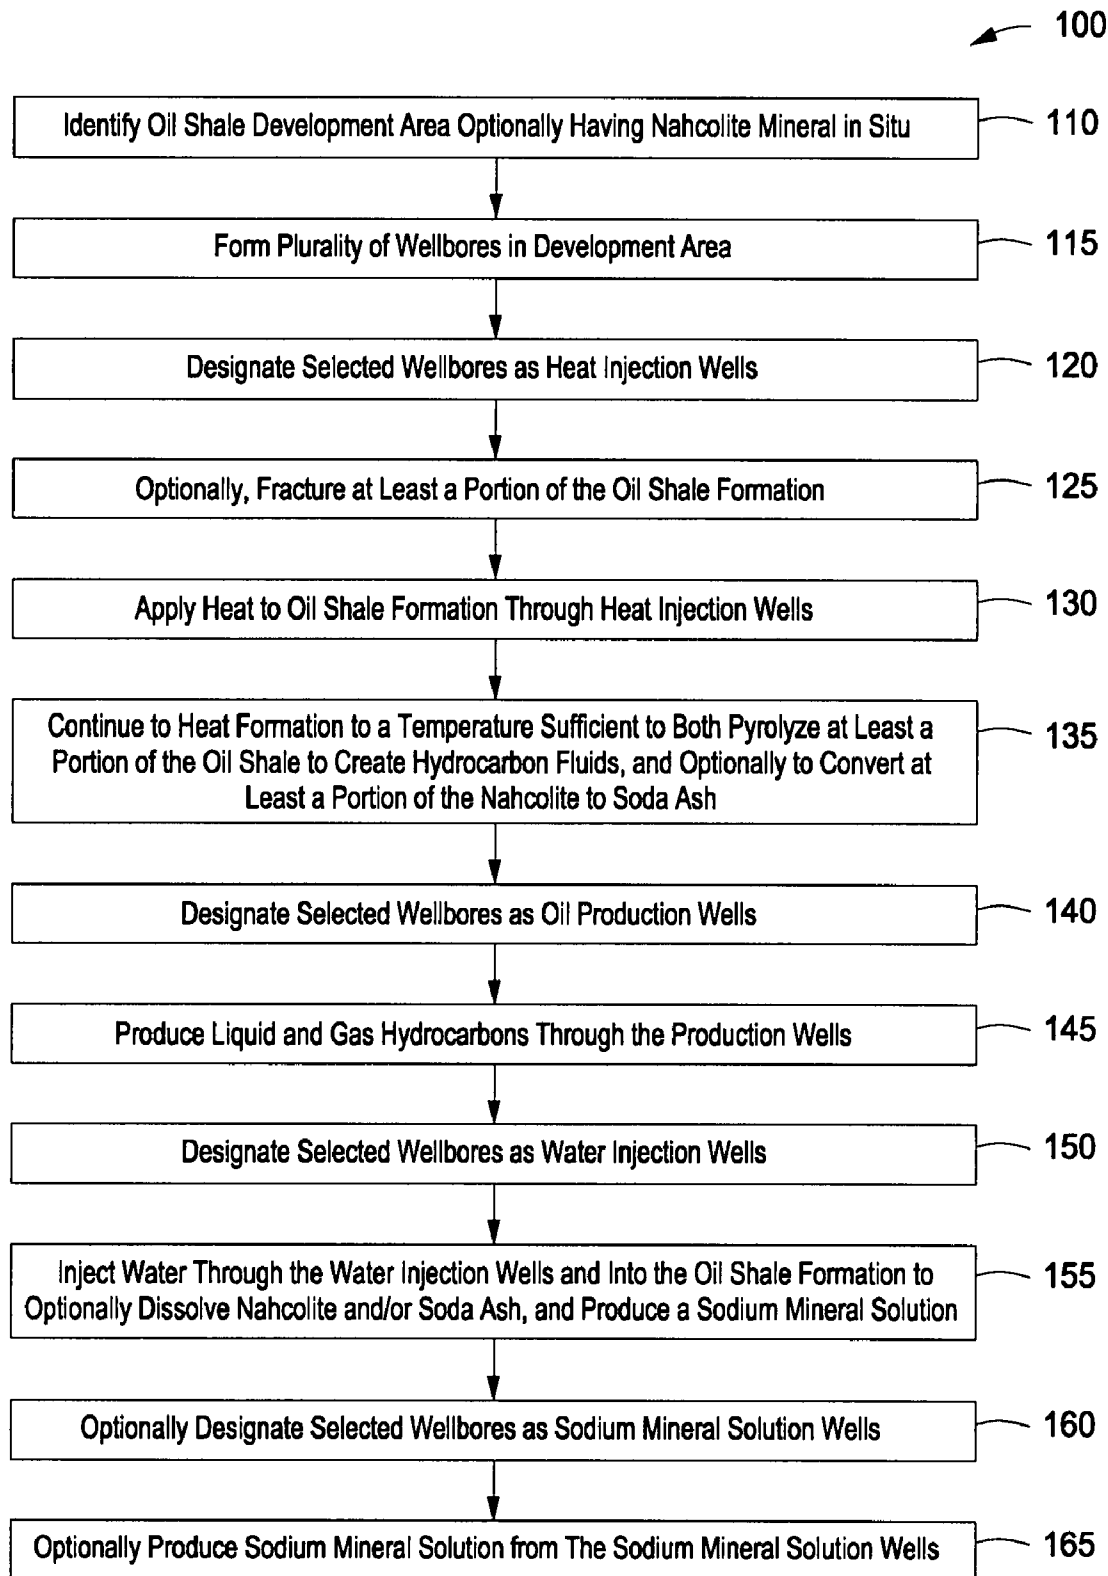 100
Identify Oil Shale Development Area Optionally Having Nahcolite Mineral in Situ
110
Form Plurality of Wellbores in Development Area
115
Designate Selected Wellbores as Heat Injection Wells
120
Optionally, Fracture at Least a Portion of the Oil Shale Formation
125
Apply Heat to Oil Shale Formation Through Heat Injection Wells
130
Continue to Heat Formation to a Temperature Sufficient to Both Pyrolyze at Least a
Portion of the Oil Shale to Create Hydrocarbon Fluids, and Optionally to Convert at
Least a Portion of the Nahcolite to Soda Ash
135
Designate Selected Wellbores as Oil Production Wells
140
Produce Liquid and Gas Hydrocarbons Through the Production Wells
145
Designate Selected Wellbores as Water Injection Wells
150
Inject Water Through the Water Injection Wells and Into the Oil Shale Formation to
Optionally Dissolve Nahcolite and/or Soda Ash, and Produce a Sodium Mineral Solution
155
Optionally Designate Selected Wellbores as Sodium Mineral Solution Wells
160
Optionally Produce Sodium Mineral Solution from The Sodium Mineral Solution Wells
165